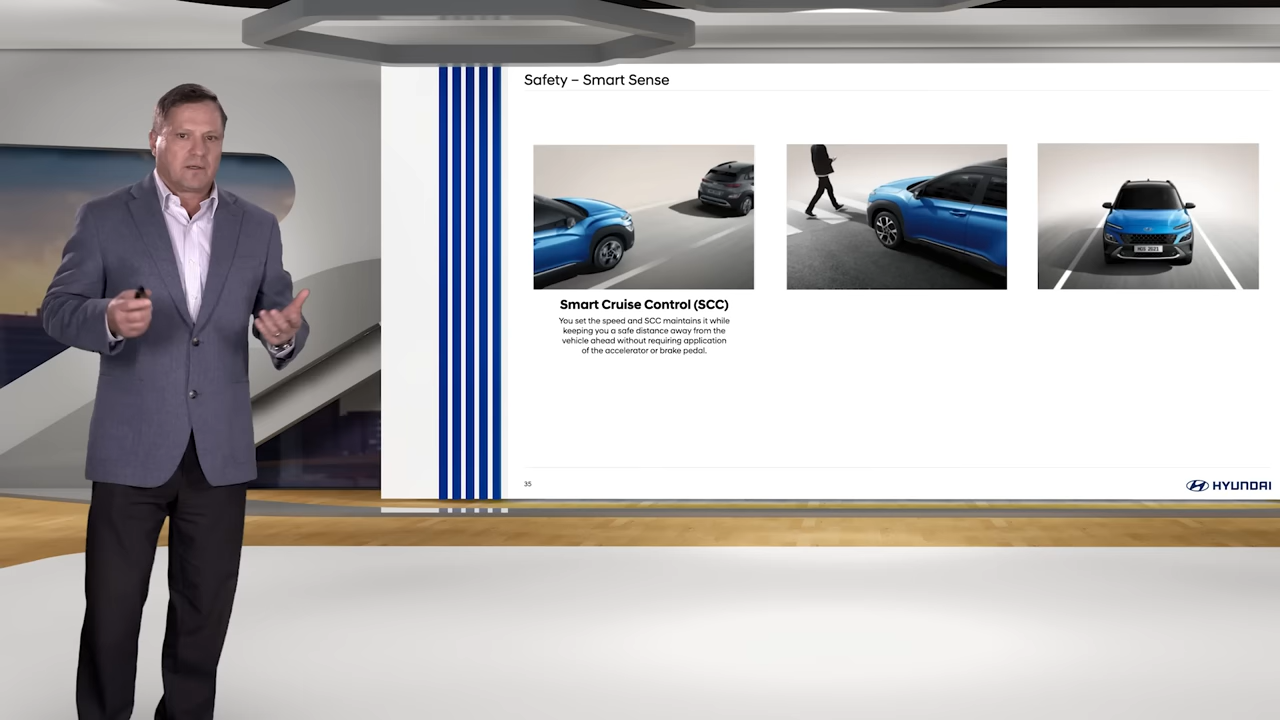 Safety – Smart Sense
Smart Cruise Control (SCC)
You set the speed and SCC maintains it while
keeping you a safe distance away from the
vehicle ahead without requiring application
of the accelerator or brake pedal.
35
HYUNDAI